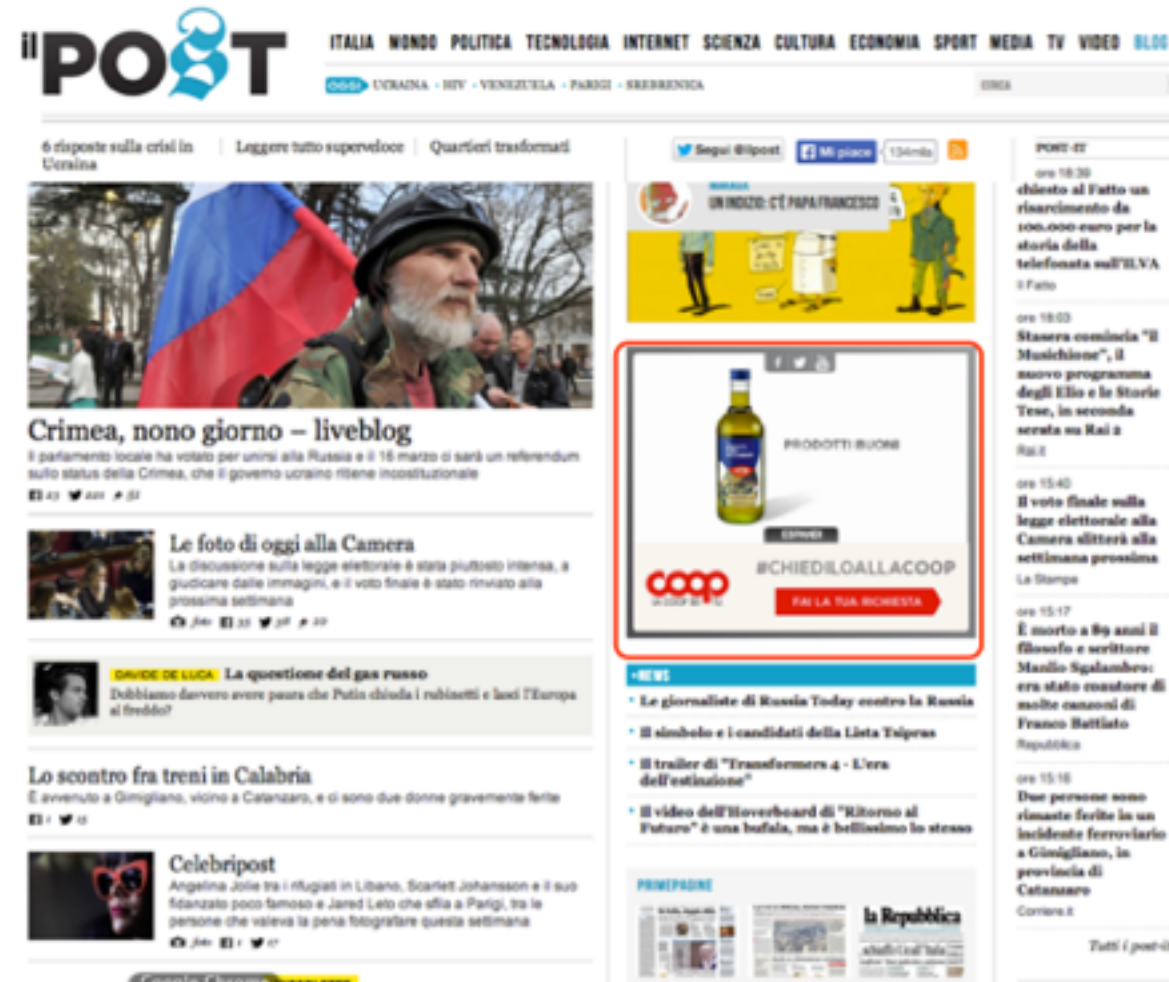 il POST
ITALIA MONDO POLITICA TECNOLOGIA INTERNET SCIENZA CULTURA ECONOMIA SPORT MEDIA TV VIDEO BLOG
OGGI UCRAINA • HIV • VENEZUELA • PARIGI • SREBRENICA
CERCA
6 risposte sulla crisi in
Ucraina
Leggere tutto superveloce
Quartieri trasformati
Crimea, nono giorno – liveblog
Il parlamento locale ha votato per unirsi alla Russia e il 16 marzo ci sarà un referendum
sullo status della Crimea, che il governo ucraino ritiene incostituzionale
Le foto di oggi alla Camera
La discussione sulla legge elettorale è stata piuttosto intensa, a
giudicare dalle immagini, e il voto finale è stato rinviato alla
prossima settimana
foto
DAVIDE DE LUCA La questione del gas russo
Dobbiamo davvero avere paura che Putin chiuda i rubinetti e lasci l'Europa
al freddo?
Lo scontro fra treni in Calabria
È avvenuto a Gimigliano, vicino a Catanzaro, e ci sono due donne gravemente ferite
Celebripost
Angelina Jolie tra i rifugiati in Libano, Scarlett Johansson e il suo
fidanzato poco famoso e Jared Leto che sfila a Parigi, tra le
persone che valeva la pena fotografare questa settimana
foto
Google Chrome
Segui @ilpost
Mi piace
134mila
MAKKOX
UN INDIZIO: C'È PAPA FRANCESCO
PRODOTTI BUONI
ESPANDI
coop
#CHIEDILOALLACOOP
FAI LA TUA RICHIESTA
+NEWS
Le giornaliste di Russia Today contro la Russia
Il simbolo e i candidati della Lista Tsipras
Il trailer di "Transformers 4 - L'era
dell'estinzione"
Il video dell'Hoverboard di "Ritorno al
Futuro" è una bufala, ma è bellissimo lo stesso
PRIMEPAGINE
la Repubblica
POST-IT
ore 18:39
chiesto al Fatto un
risarcimento da
100.000 euro per la
storia della
telefonata sull'ILVA
Il Fatto
ore 18:03
Stasera comincia "il
Musichione", il
nuovo programma
degli Elio e le Storie
Tese, in seconda
serata su Rai 2
Rai.it
ore 15:40
Il voto finale sulla
legge elettorale alla
Camera slitterà alla
settimana prossima
La Stampa
ore 15:17
È morto a 89 anni il
filosofo e scrittore
Manlio Sgalambro:
era stato coautore di
molte canzoni di
Franco Battiato
Repubblica
ore 15:16
Due persone sono
rimaste ferite in un
incidente ferroviario
a Gimigliano, in
provincia di
Catanzaro
Corriere.it
Tutti i post-it